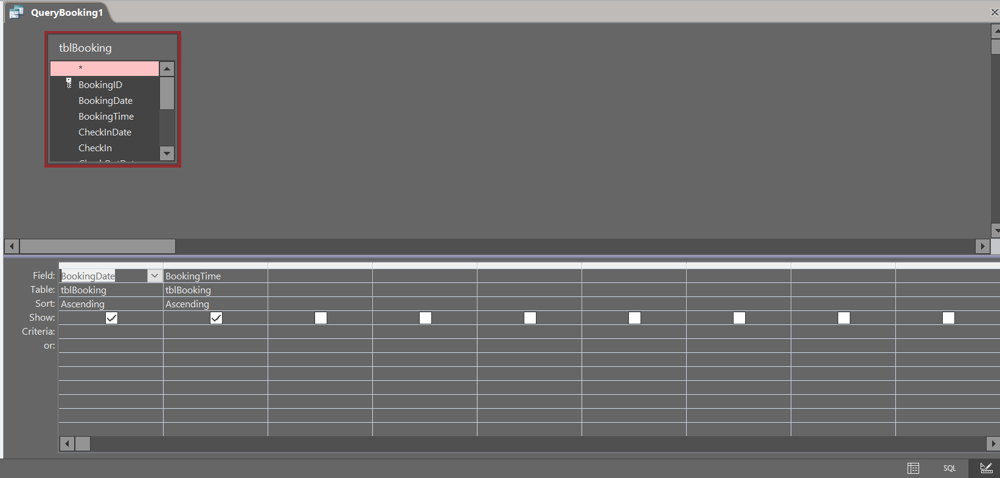 QueryBooking1
tblBooking
*
BookingID
BookingDate
BookingTime
CheckInDate
CheckIn
Field: BookingDate BookingTime
Table: tblBooking tblBooking
Sort: Ascending Ascending
Show:
Criteria:
or:
SQL